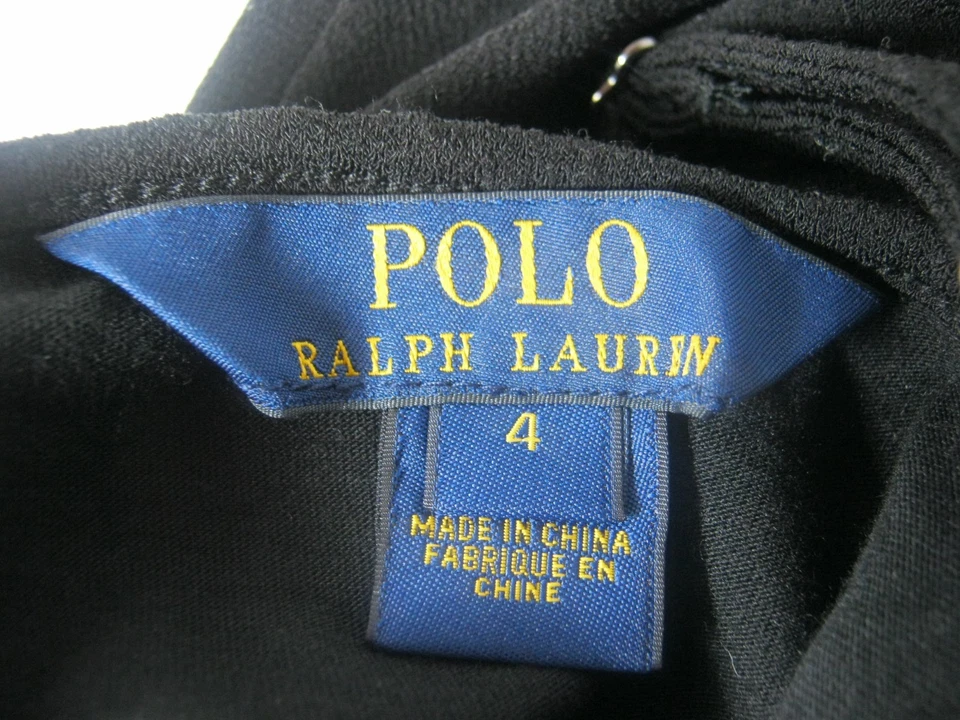 POLO
RALPH LAUREN
4
MADE IN CHINA
FABRIQUE EN
CHINE